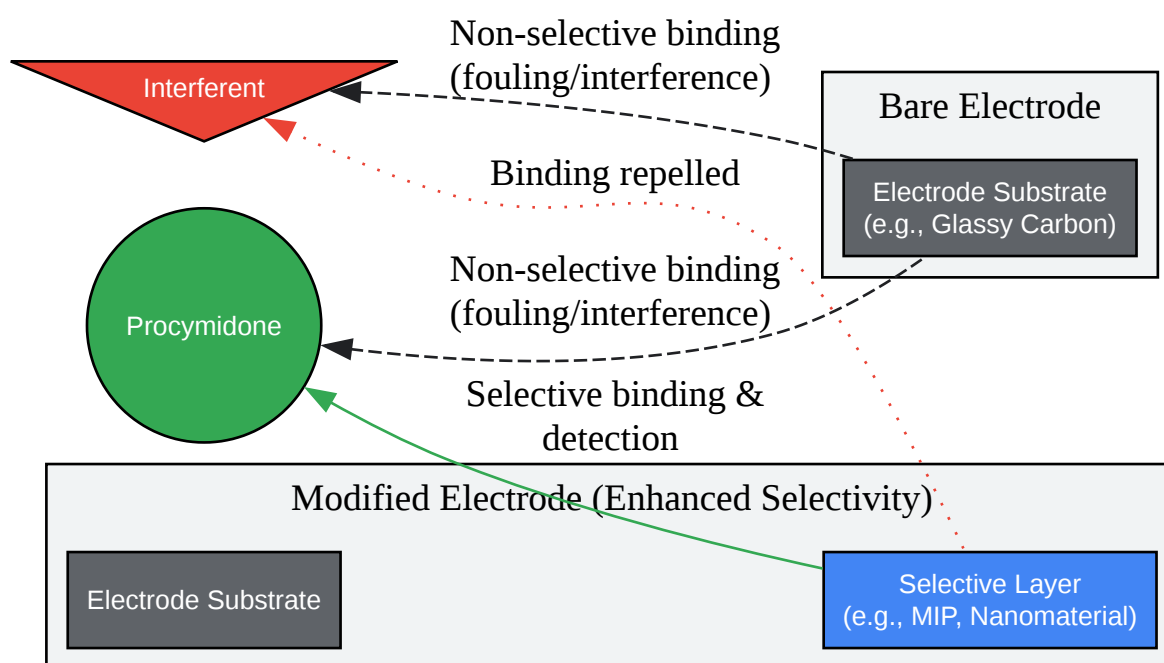 Non-selective binding
(fouling/interference)
Interferent
Bare Electrode
Binding repelled
Electrode Substrate
(e.g., Glassy Carbon)
Non-selective binding
(fouling/interference)
Procymidone
Selective binding &
detection
Modified Electrode (Enhanced Selectivity)
Electrode Substrate
Selective Layer
(e.g., MIP, Nanomaterial)